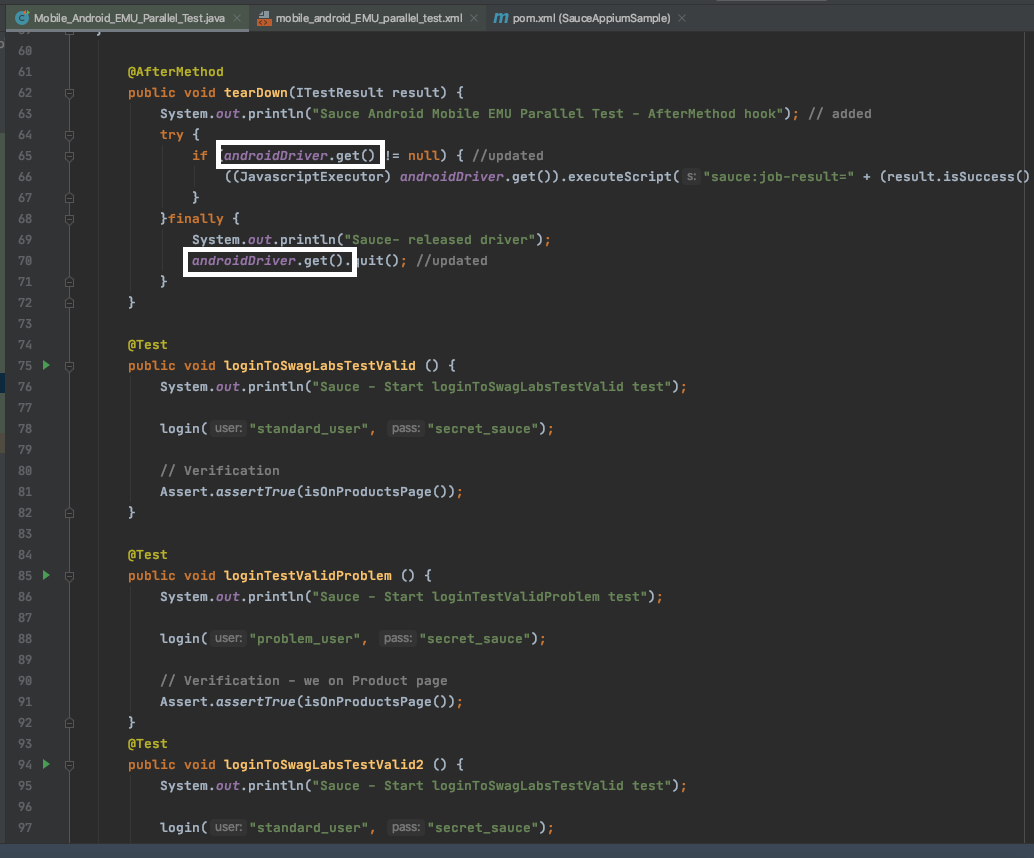 Mobile_Android_EMU_Parallel_Test.java mobile_android_EMU_parallel_test.xml pom.xml (SauceAppiumSample)
60
61 @AfterMethod
62 public void tearDown(ITestResult result) {
63 System.out.println("Sauce Android Mobile EMU Parallel Test - AfterMethod hook"); // added
64 try {
65 if (androidDriver.get() != null) { //updated
66 ((JavascriptExecutor) androidDriver.get()).executeScript( s: "sauce:job-result=" + (result.isSuccess()
67 }
68 }finally {
69 System.out.println("Sauce- released driver");
70 androidDriver.get().quit(); //updated
71 }
72 }
73
74 @Test
75 public void loginToSwagLabsTestValid () {
76 System.out.println("Sauce - Start loginToSwagLabsTestValid test");
77
78 login( user: "standard_user", pass: "secret_sauce");
79
80 // Verification
81 Assert.assertTrue(isOnProductsPage());
82 }
83
84 @Test
85 public void loginTestValidProblem () {
86 System.out.println("Sauce - Start loginTestValidProblem test");
87
88 login( user: "problem_user", pass: "secret_sauce");
89
90 // Verification - we on Product page
91 Assert.assertTrue(isOnProductsPage());
92 }
93 @Test
94 public void loginToSwagLabsTestValid2 () {
95 System.out.println("Sauce - Start loginToSwagLabsTestValid test");
96
97 login( user: "standard_user", pass: "secret_sauce");